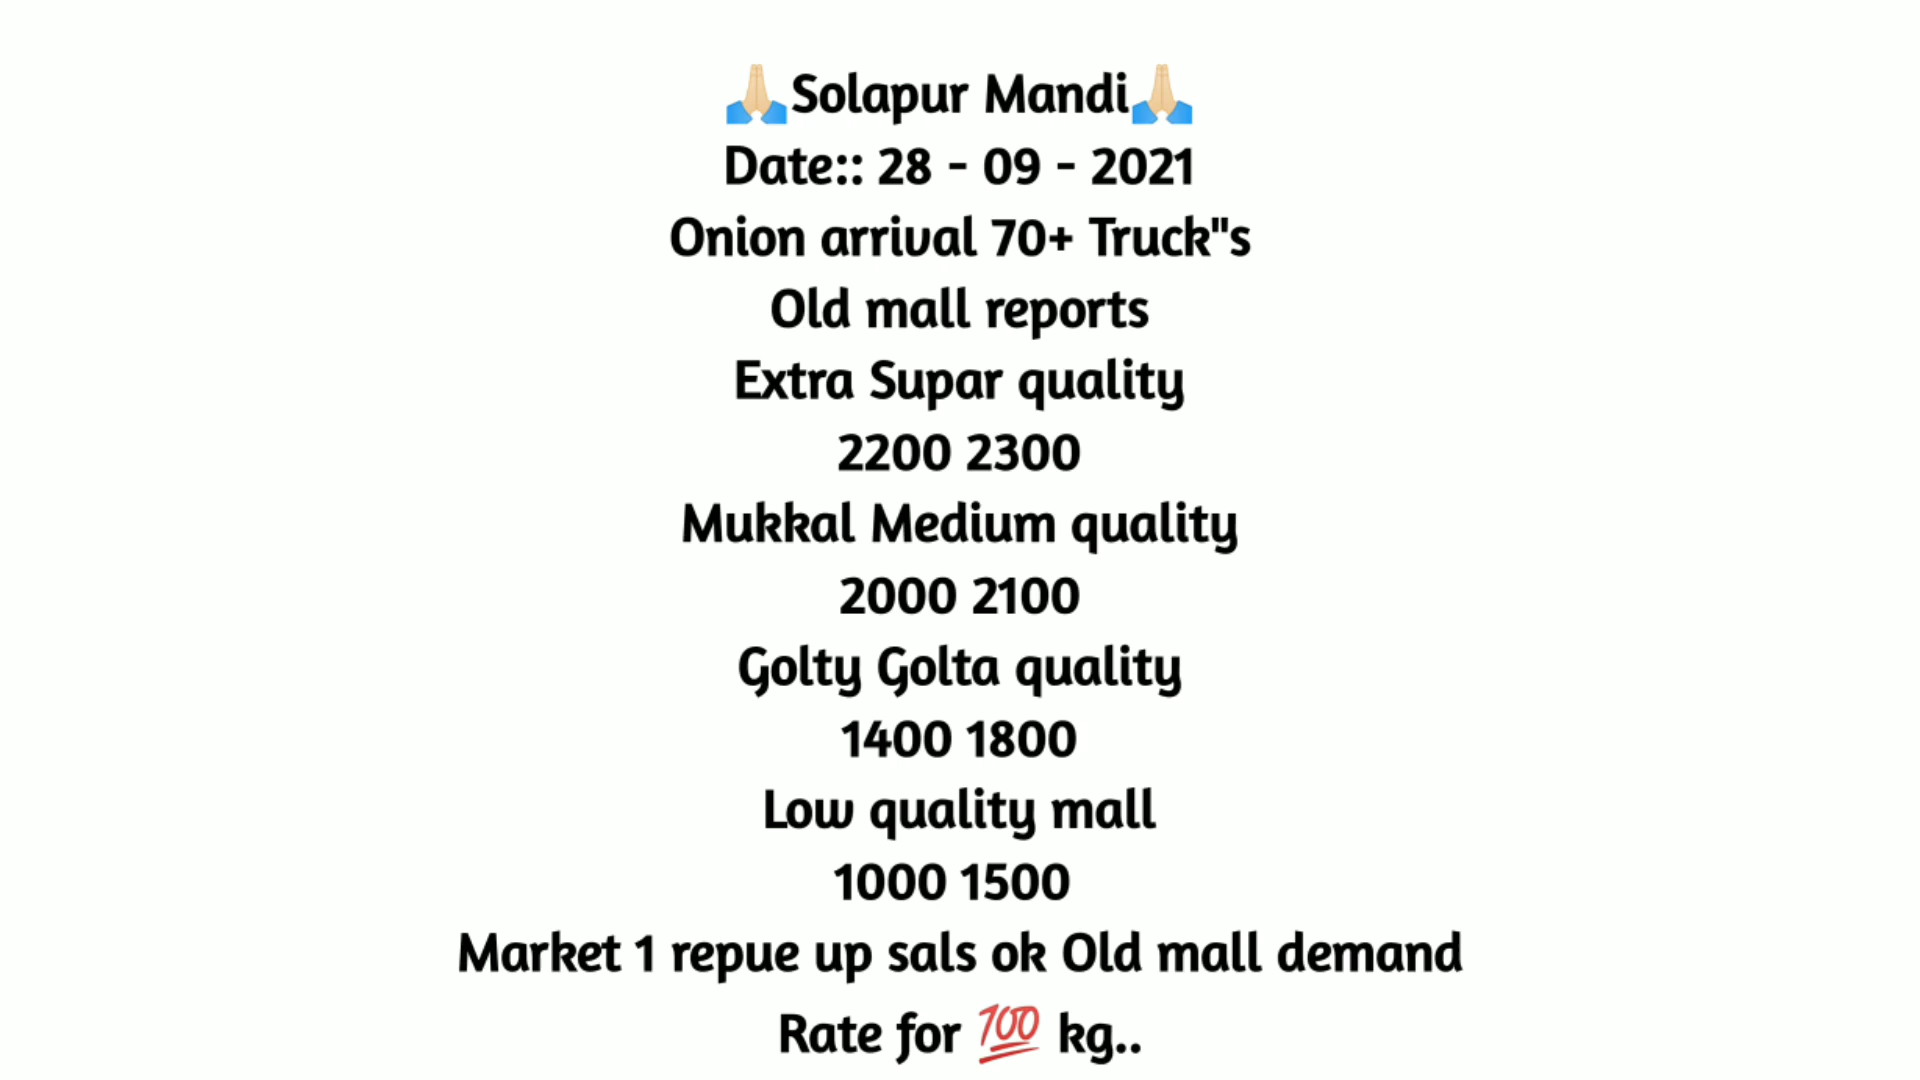 🙏🏻Solapur Mandi🙏🏻
Date:: 28 - 09 - 2021
Onion arrival 70+ Truck"s
Old mall reports
Extra Supar quality
2200 2300
Mukkal Medium quality
2000 2100
Golty Golta quality
1400 1800
Low quality mall
1000 1500
Market 1 repue up sals ok Old mall demand
Rate for 💯 kg..